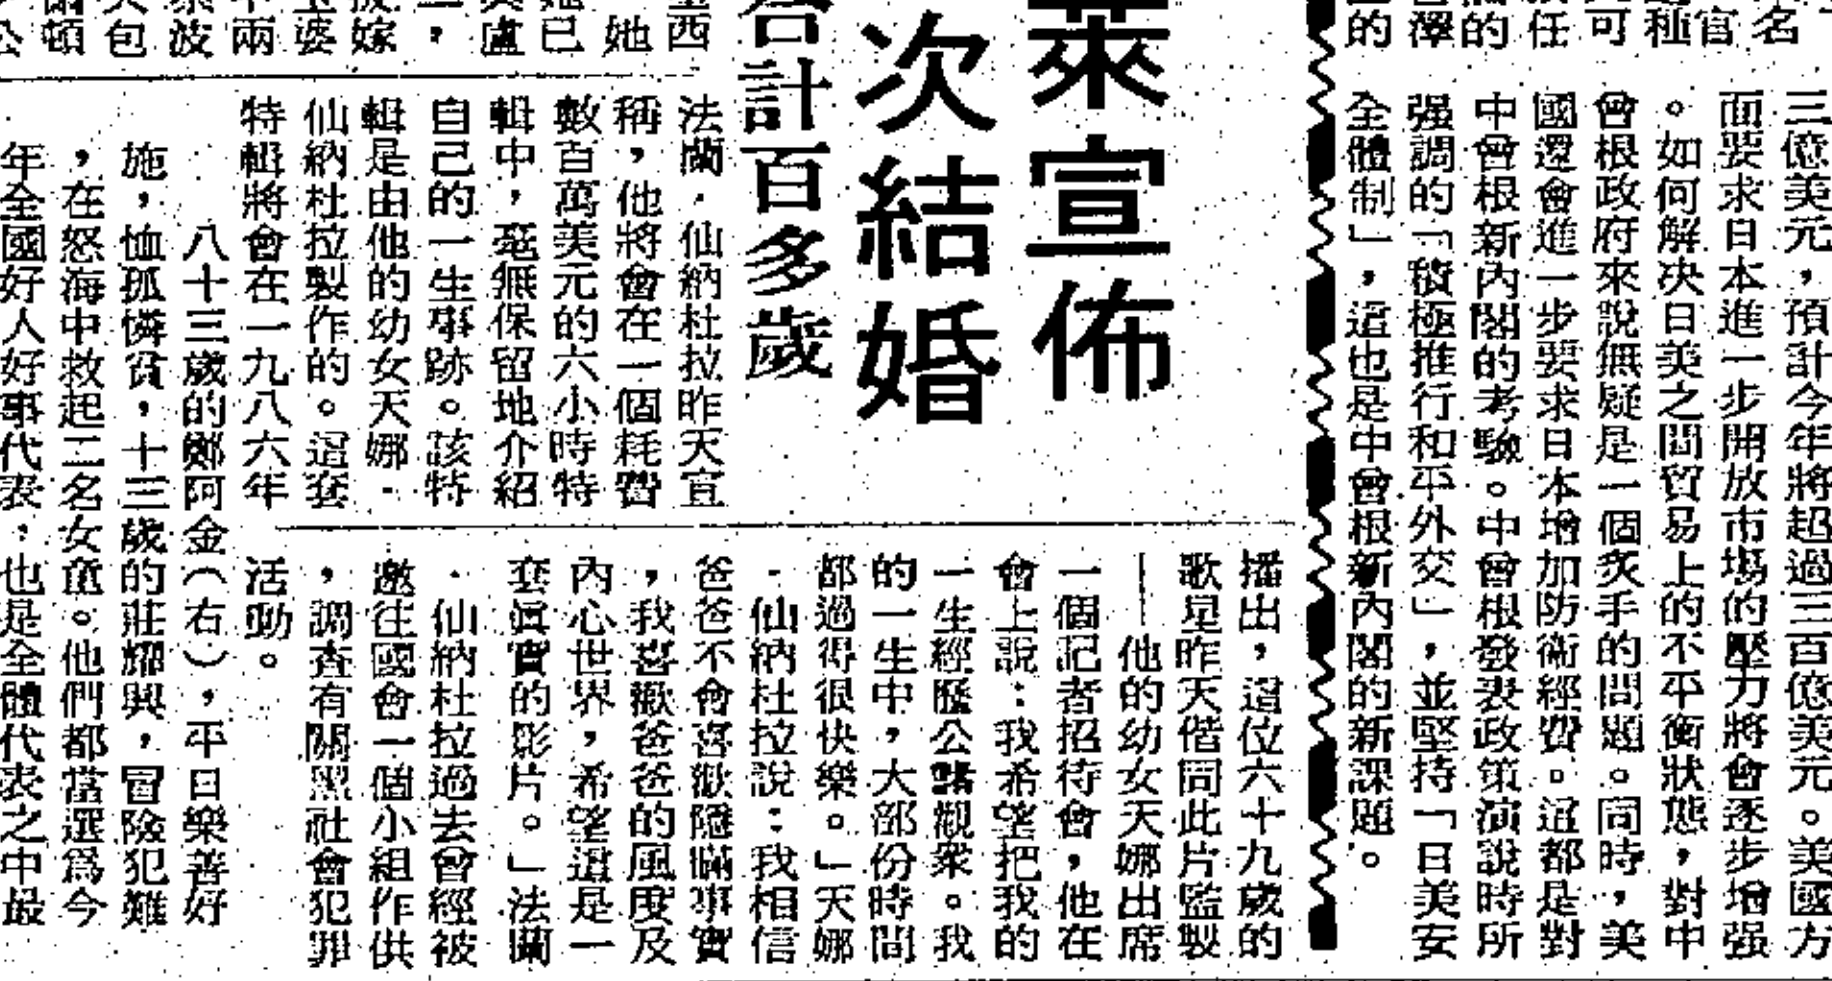 三億美元，預計今年將超過三百億美元。美國方
面要求日本進一步開放市場的壓力將會逐步增强
。如何解决日美之間貿易上的不平衡狀態，對中
會根政府來說無疑是一個炙手的問題。同時，美
國還會進一步要求日本增加防衞經費。這都是對
中會根新內閣的考驗。中會根發表政策演說時所
强調的「積極推行和平外交」，並堅持「日美安
全體制」，這也是中會根新內閣的新課題。
萊宣佈
次結婚
計百多歲
法蘭·仙納杜拉昨天宣
稱，他將會在一個耗費
數百萬美元的六小時特
輯中，毫無保留地介紹
自己的一生事跡。該特
輯是由他的幼女天娜·
仙納杜拉製作的。這套
特輯將會在一九八六年
播出，這位六十九歲的
歌星昨天偕同此片監製
——他的幼女天娜出席
一個記者招待會，他在
會上說：我希望把我的
一生經歷公諸觀衆。我
的一生中，大部份時間
都過得很快樂。」天娜
·仙納杜拉說：我相信
爸爸不會喜歡隱瞞事實
，我喜歡爸爸的風度及
內心世界，希望這是一
套眞實的影片。」法蘭
·仙納杜拉過去曾經被
邀往國會一個小組作供
，調查有關黑社會犯罪
活動。
八十三歲的鄭阿金（右），平日樂善好
施，恤孤憐貧，十三歲的莊耀興，冒險犯難
，在怒海中救起二名女童。他們都當選爲今
年全國好人好事代表，也是全體代表之中最